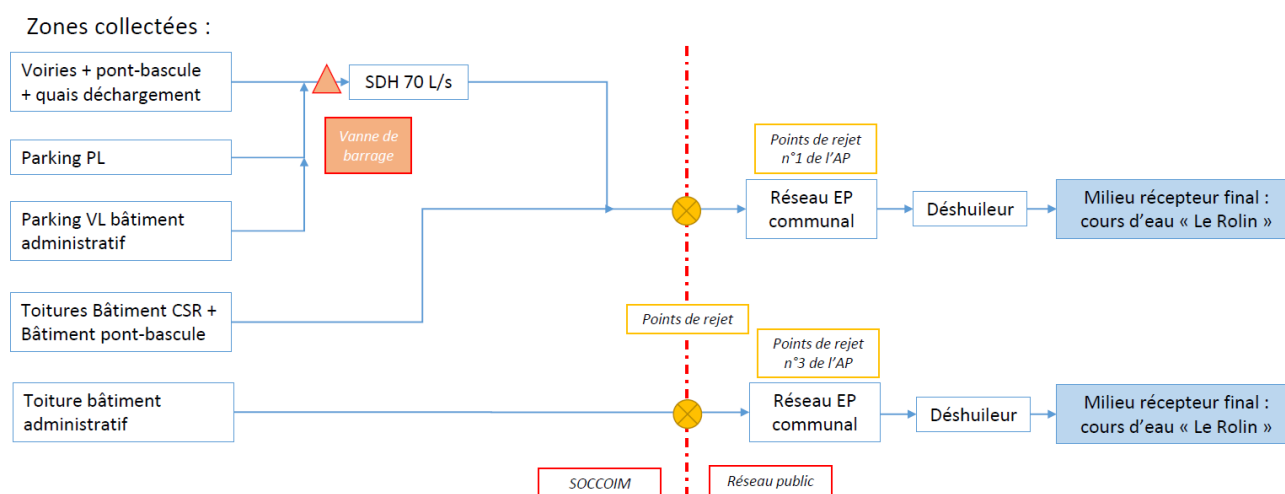 Zones collectées :
Voiries + pont-bascule
+ quais déchargement
SDH 70 L/s
Vanne de
barrage
Parking PL
Parking VL bâtiment
administratif
Toitures Bâtiment CSR +
Bâtiment pont-bascule
Toiture bâtiment
administratif
Points de rejet
n°1 de l'AP
Réseau EP
communal
Déshuileur
Milieu récepteur final :
cours d'eau « Le Rolin »
Points de rejet
Points de rejet
n°3 de l'AP
Réseau EP
communal
Déshuileur
Milieu récepteur final :
cours d'eau « Le Rolin »
SOCCOIM
Réseau public